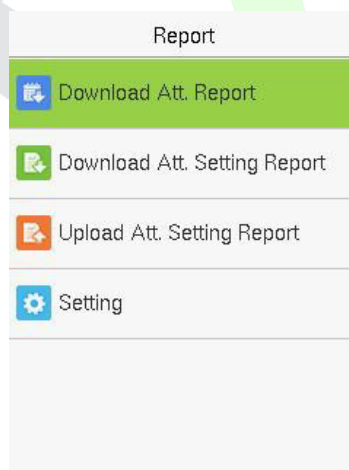 Report
Download Att. Report
Download Att. Setting Report
Upload Att. Setting Report
Setting